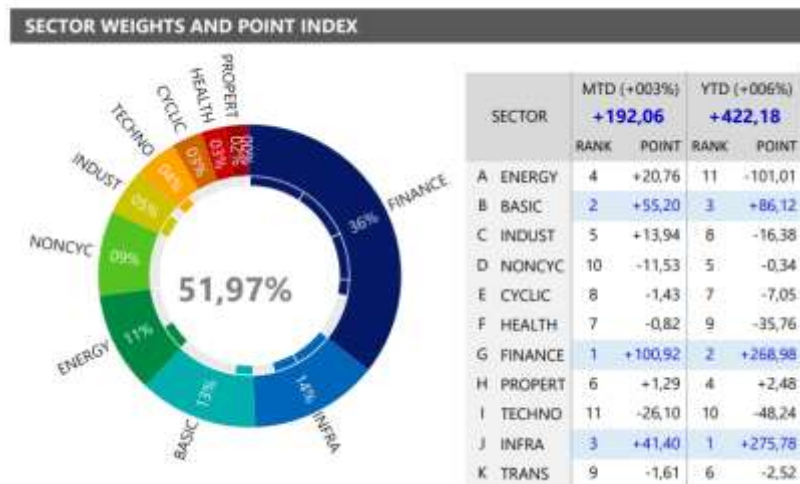 SECTOR WEIGHTS AND POINT INDEX
PROPERT
HEALTH
CYCLIC
TECHNO
INDUST
NONCYC
ENERGY
BASIC
INFRA
FINANCE
02%
03%
03%
04%
05%
09%
11%
13%
14%
36%
51,97%
SECTOR MTD (+003%) YTD (+006%)
+192,06 +422,18
RANK POINT RANK POINT
A ENERGY 4 +20,76 11 -101,01
B BASIC 2 +55,20 3 +86,12
C INDUST 5 +13,94 8 -16,38
D NONCYC 10 -11,53 5 -0,34
E CYCLIC 8 -1,43 7 -7,05
F HEALTH 7 -0,82 9 -35,76
G FINANCE 1 +100,92 2 +268,98
H PROPERT 6 +1,29 4 +2,48
I TECHNO 11 -26,10 10 -48,24
J INFRA 3 +41,40 1 +275,78
K TRANS 9 -1,61 6 -2,52